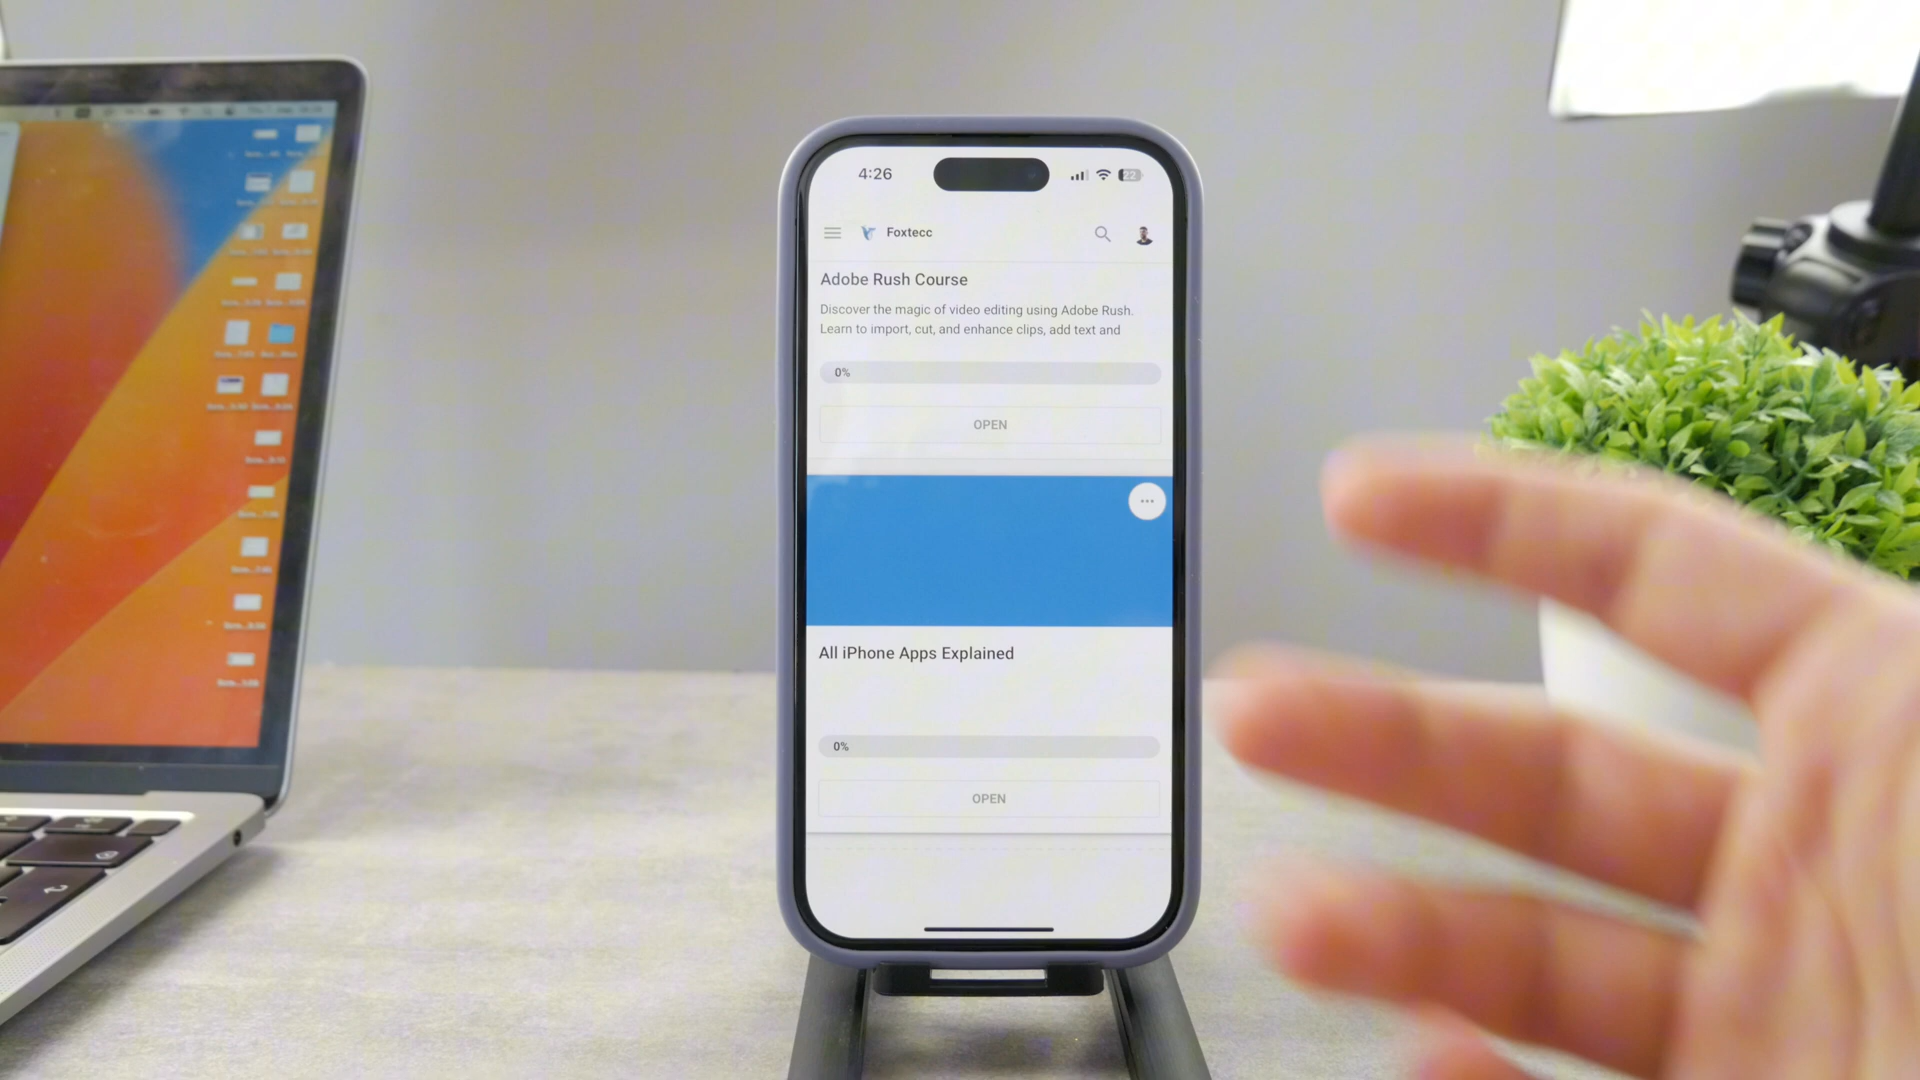 4:26
22
Foxtecc
Adobe Rush Course
Discover the magic of video editing using Adobe Rush.
Learn to import, cut, and enhance clips, add text and
0%
OPEN
All iPhone Apps Explained
0%
OPEN